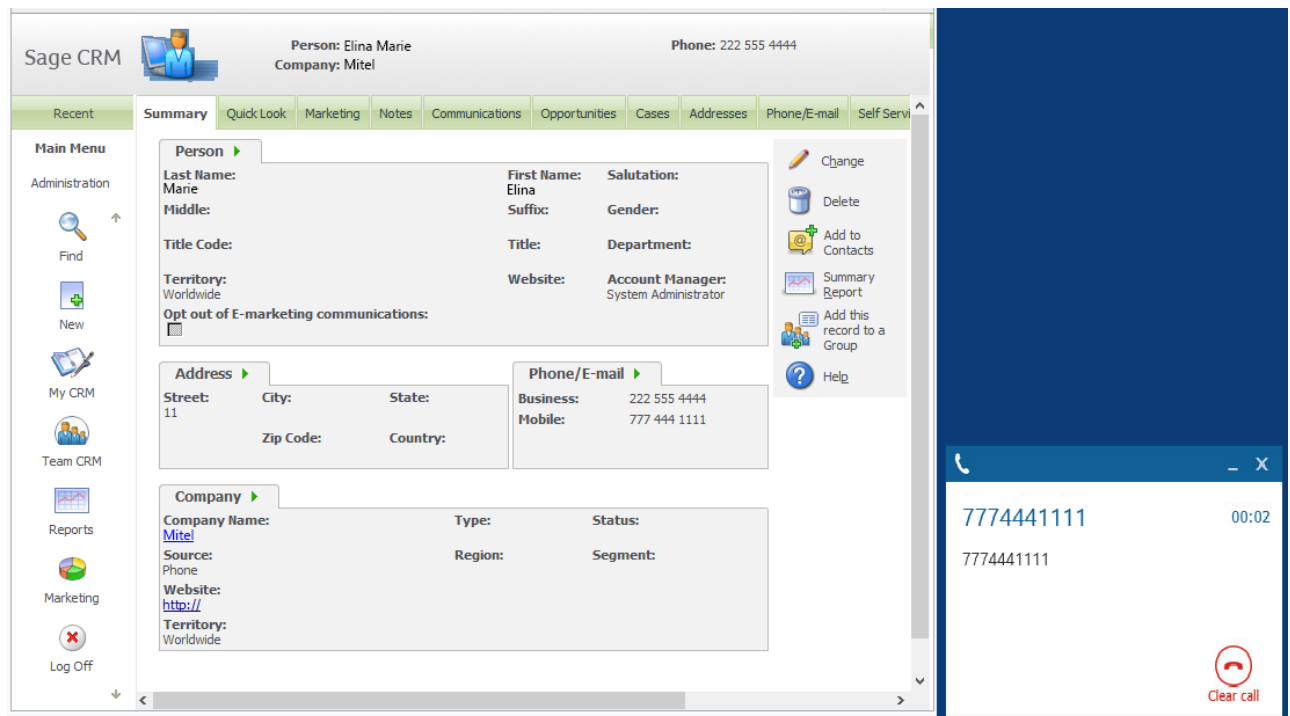 Sage CRM
Person: Elina Marie
Company: Mitel
Phone: 222 555 4444
Recent
Summary Quick Look Marketing Notes Communications Opportunities Cases Addresses Phone/E-mail Self Servi
Main Menu
Administration
Find
New
My CRM
Team CRM
Reports
Marketing
Log Off
Person
Last Name: First Name: Salutation:
Marie Elina
Middle: Suffix: Gender:
Title Code: Title: Department:
Territory: Website: Account Manager:
Worldwide System Administrator
Opt out of E-marketing communications:
Change
Delete
Add to
Contacts
Summary
Report
Add this
record to a
Group
Help
Address
Street: City: State:
11
Zip Code: Country:
Phone/E-mail
Business: 222 555 4444
Mobile: 777 444 1111
Company
Company Name: Type: Status:
Mitel
Source: Region: Segment:
Phone
Website:
http://
Territory:
Worldwide
7774441111 00:02
7774441111
Clear call